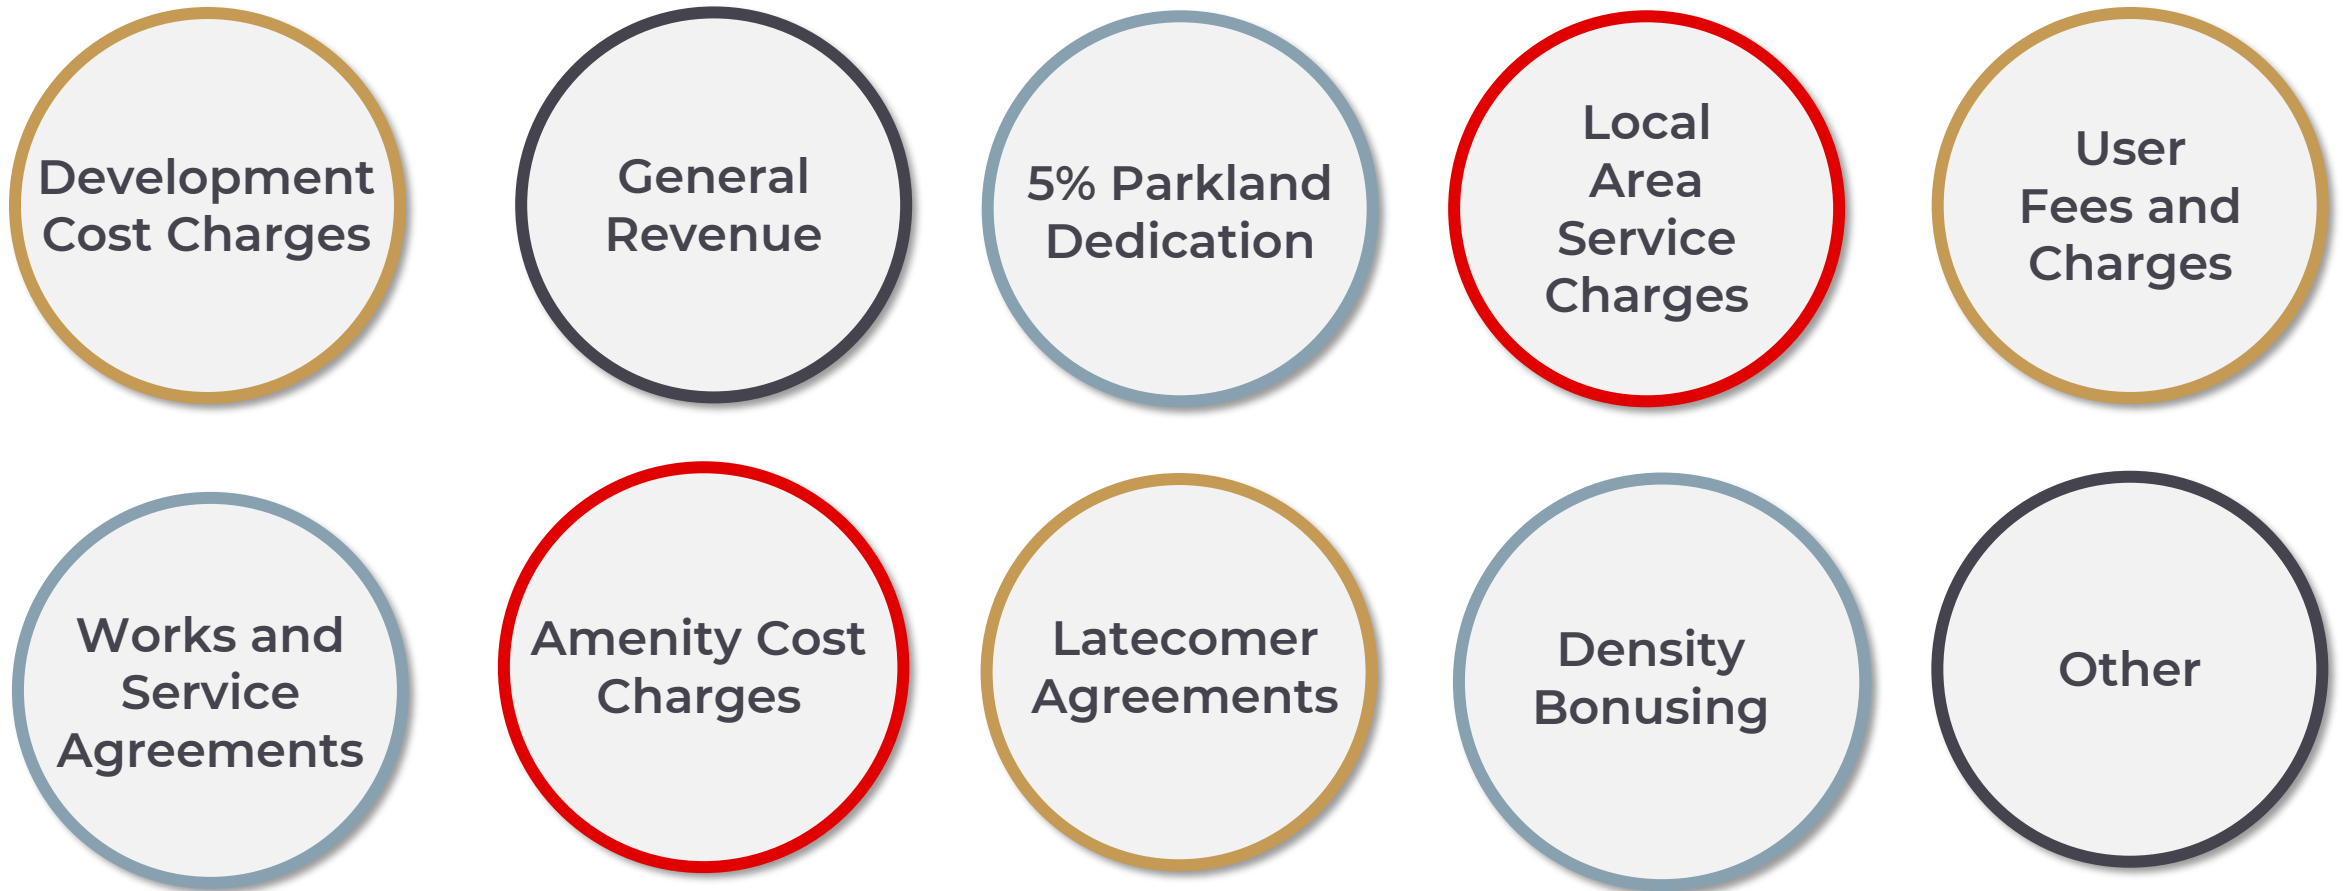 Development
Cost Charges
General
Revenue
5% Parkland
Dedication
Local
Area
Service
Charges
User
Fees and
Charges
Works and
Service
Agreements
Amenity Cost
Charges
Latecomer
Agreements
Density
Bonusing
Other